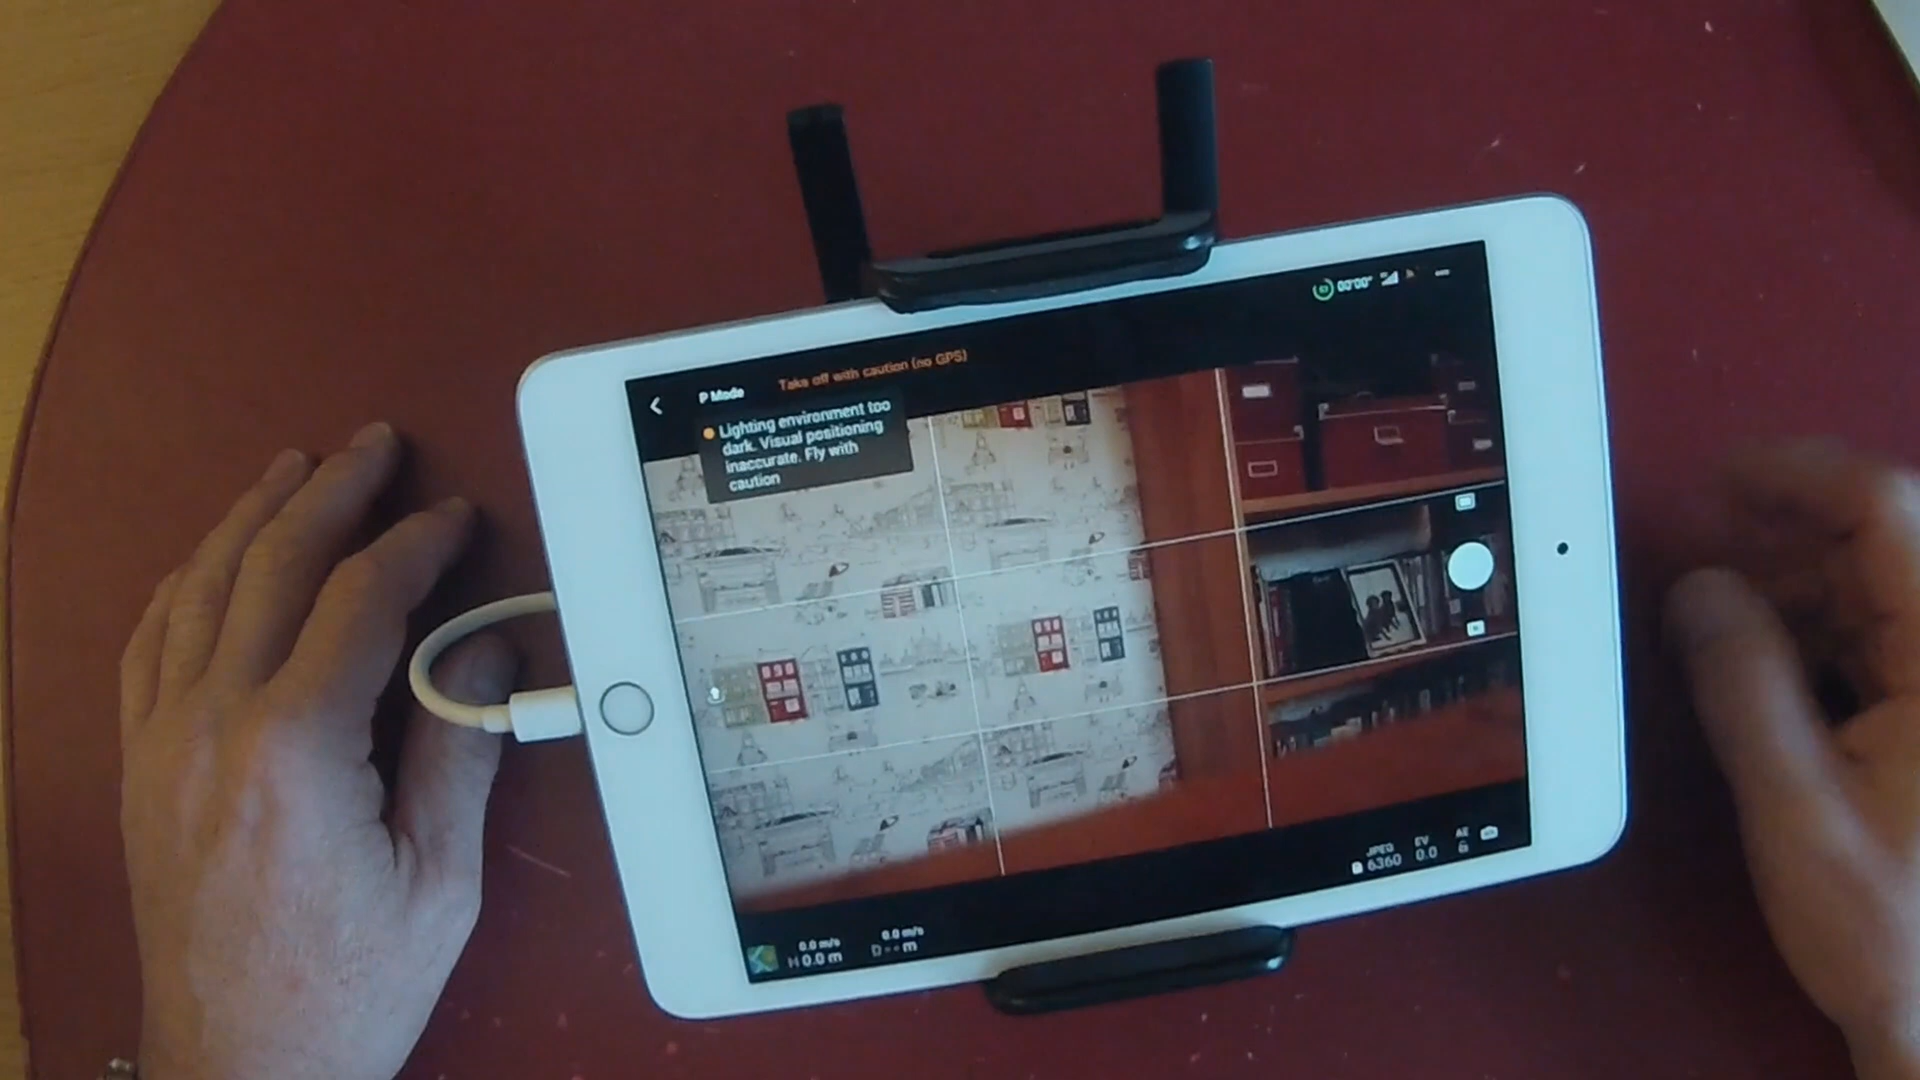 P Mode
Take off with caution (no GPS)
00'00"
Lighting environment too
dark. Visual positioning
inaccurate. Fly with
caution
JPEG
6360
EV
0.0
AE
0.0 m/s
H 0.0 m
0.0 m/s
D -- m